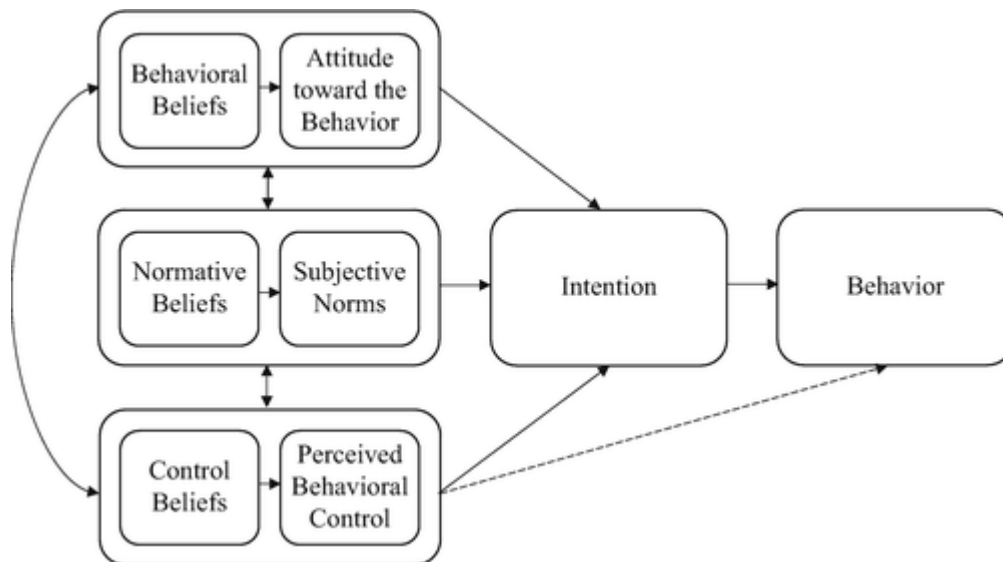 Behavioral
Beliefs
Attitude
toward the
Behavior
Normative
Beliefs
Subjective
Norms
Intention
Behavior
Control
Beliefs
Perceived
Behavioral
Control